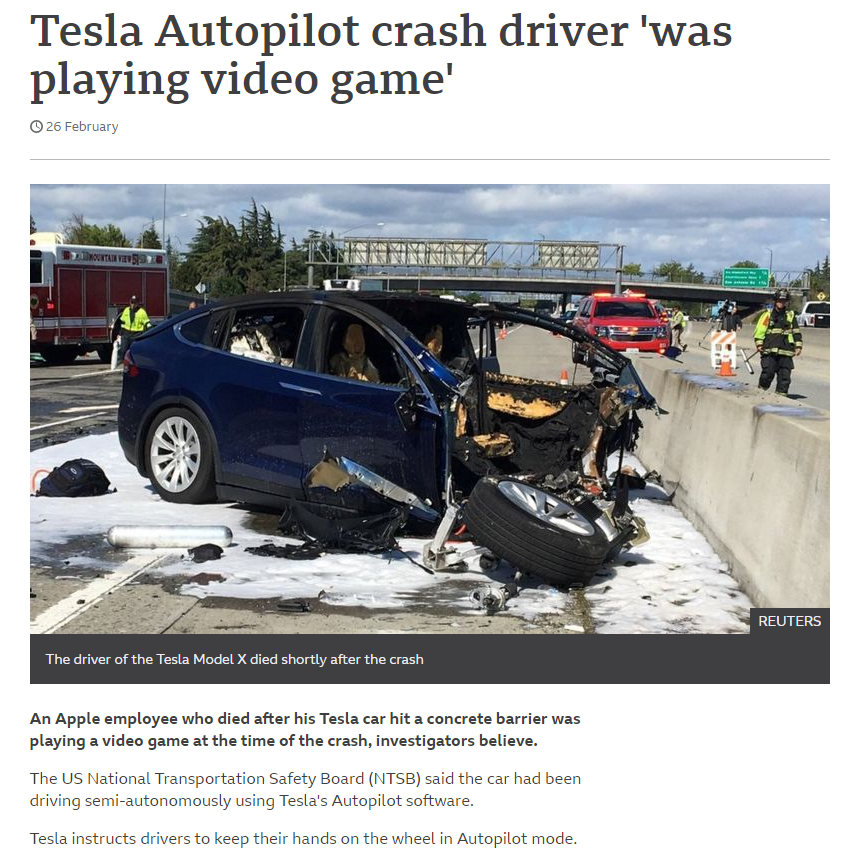 Tesla Autopilot crash driver 'was
playing video game'
26 February
MOUNTAIN VIEW
REUTERS
The driver of the Tesla Model X died shortly after the crash
An Apple employee who died after his Tesla car hit a concrete barrier was
playing a video game at the time of the crash, investigators believe.
The US National Transportation Safety Board (NTSB) said the car had been
driving semi-autonomously using Tesla's Autopilot software.
Tesla instructs drivers to keep their hands on the wheel in Autopilot mode.